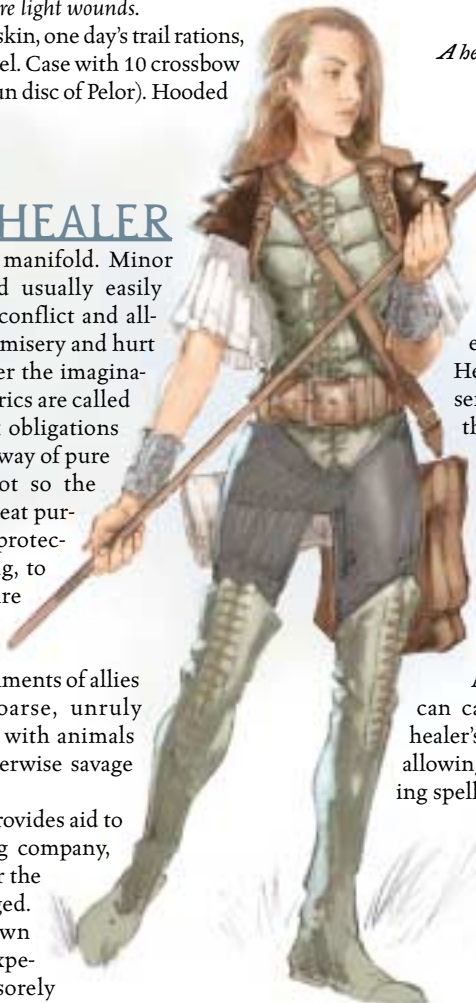 re light wounds.
skin, one day's trail rations,
el. Case with 10 crossbow
un disc of Pelor). Hooded
HEALER
manifold. Minor
d usually easily
conflict and all-
misery and hurt
er the imagina-
rics are called
obligations
way of pure
ot so the
eat pur-
protec-
g, to
re
ments of allies
oarse, unruly
with animals
erwise savage
rovides aid to
g company,
r the
ged.
wn
xpe-
sorely
A he
e
He
ser
th
A
can ca
healer's
allowing
ing spell